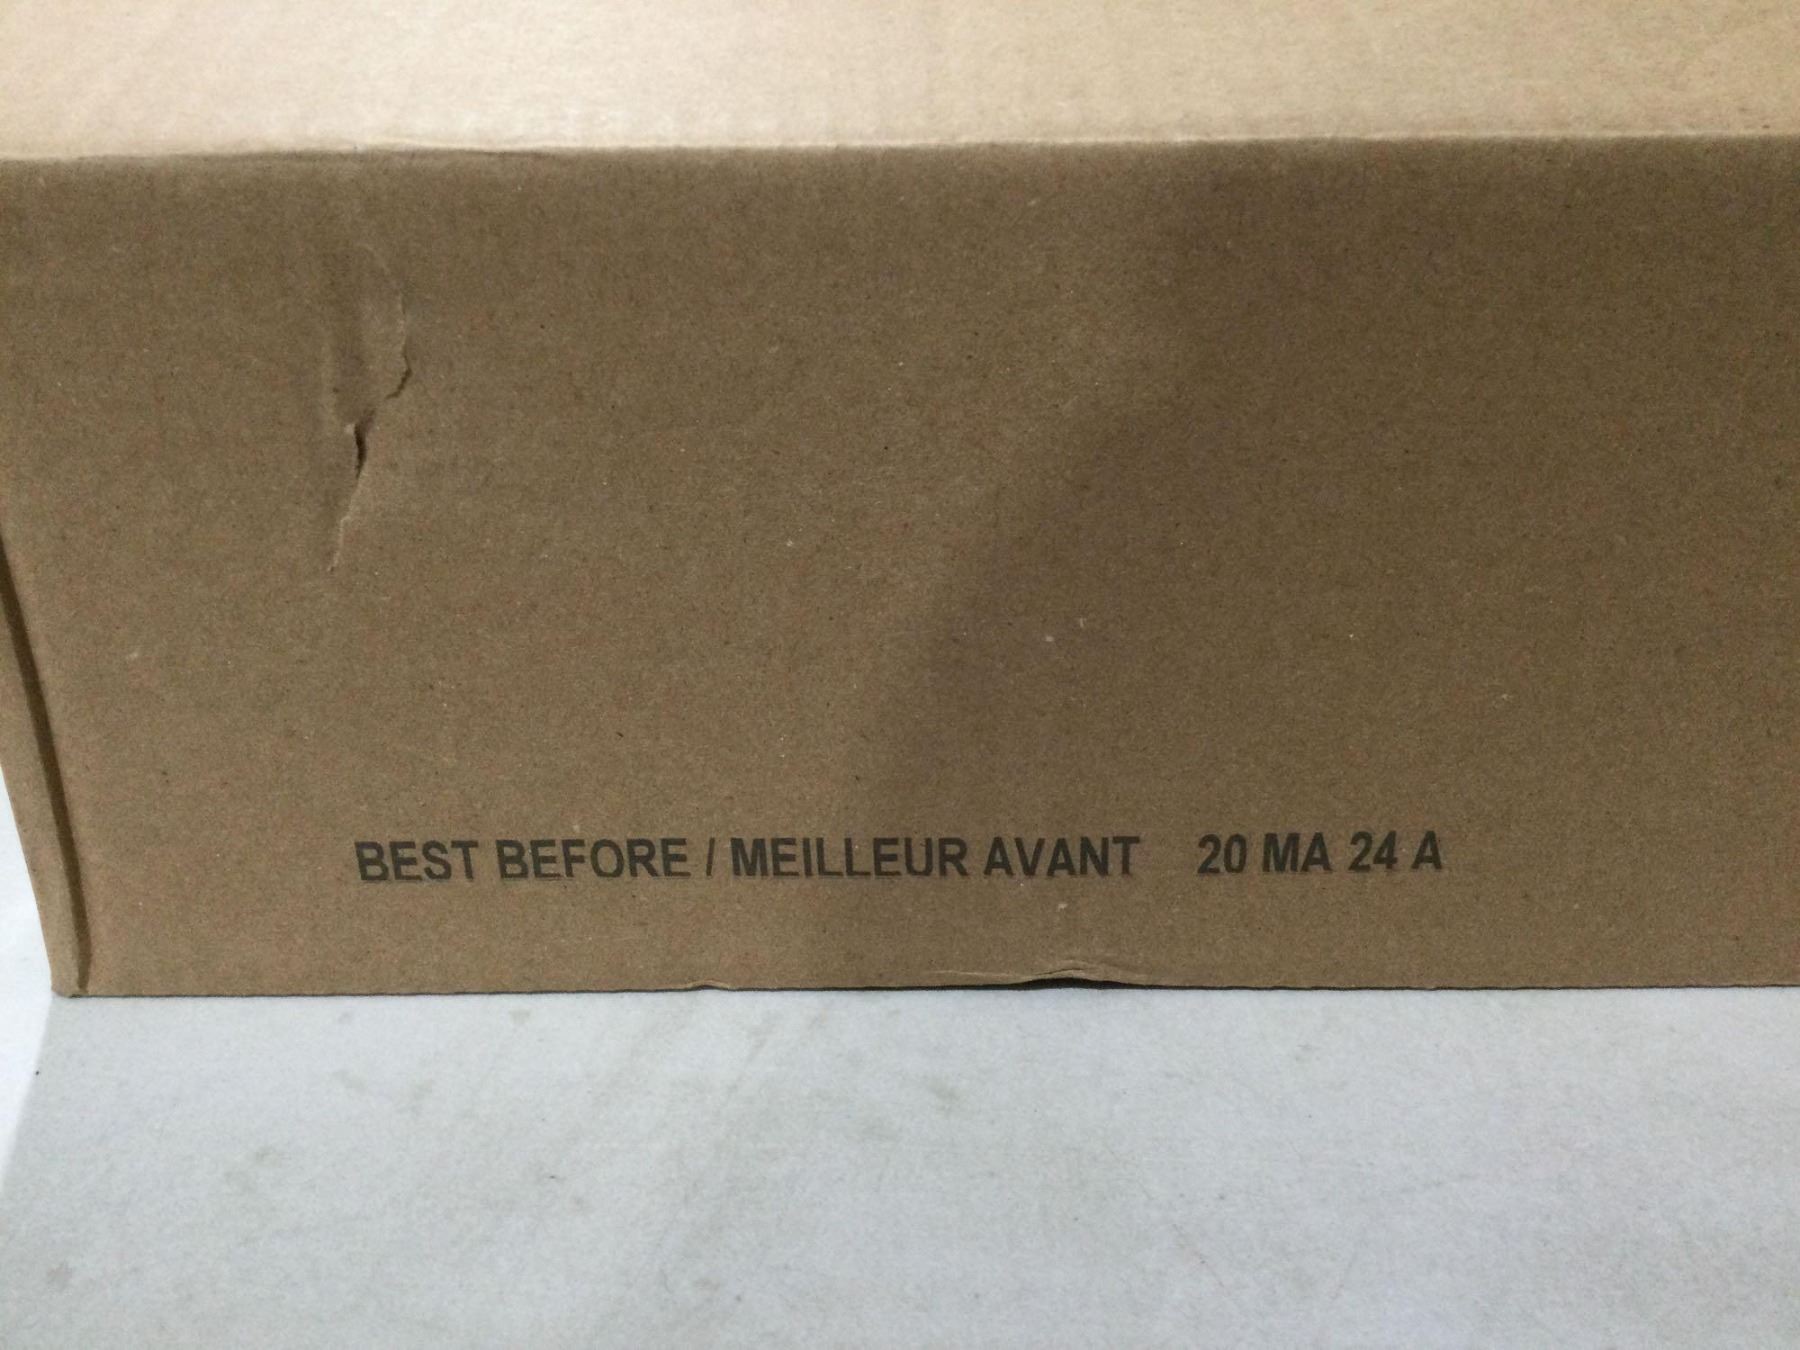 BEST BEFORE / MEILLEUR AVANT 20 MA 24 A